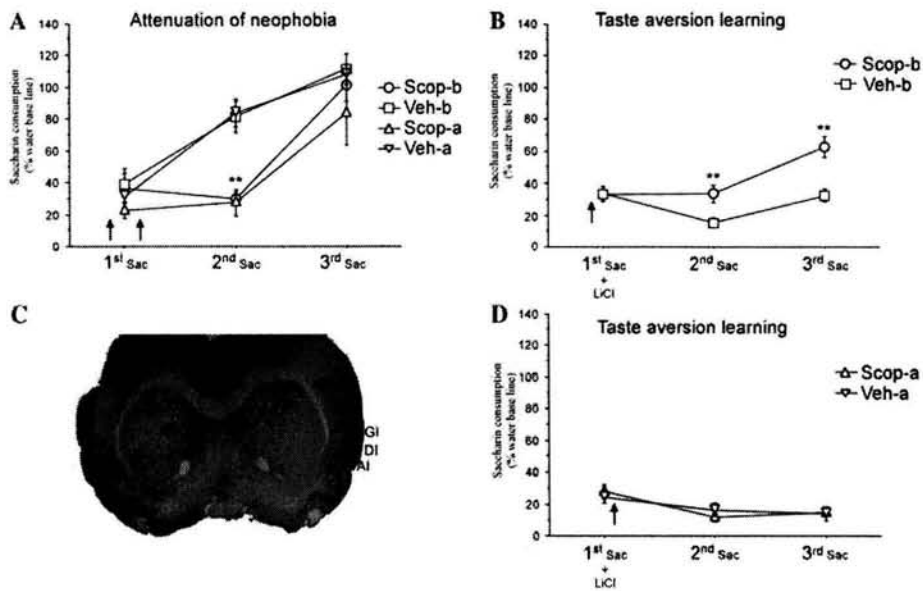 A
Attenuation of neophobia
Saccharin consumption
(% water base line)
140
120
100
80
60
40
20
0
**
1st Sac
2nd Sac
3rd Sac
Scop-b
Veh-b
Scop-a
Veh-a
B
Taste aversion learning
Saccharin consumption
(% water base line)
140
120
100
80
60
40
20
0
**
**
1st Sac
+
LiCl
2nd Sac
3rd Sac
Scop-b
Veh-b
C
GI
DI
AI
D
Taste aversion learning
Saccharin consumption
(% water base line)
140
120
100
80
60
40
20
0
1st Sac
+
LiCl
2nd Sac
3rd Sac
Scop-a
Veh-a